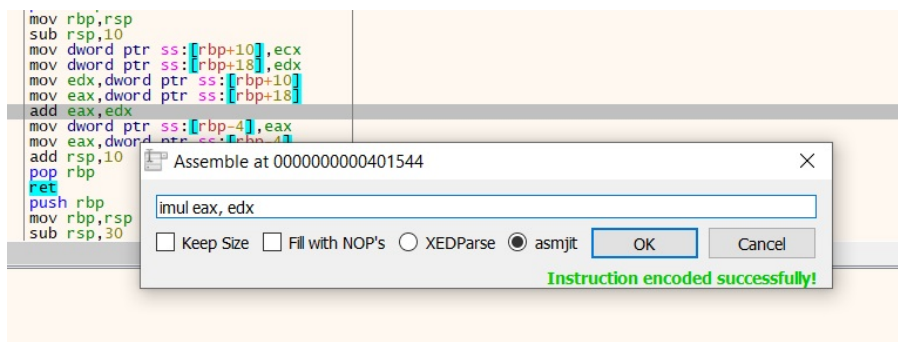 mov rbp,rsp
sub rsp,10
mov dword ptr ss:[rbp+10],ecx
mov dword ptr ss:[rbp+18],edx
mov edx,dword ptr ss:[rbp+10]
mov eax,dword ptr ss:[rbp+18]
add eax,edx
mov dword ptr ss:[rbp-4],eax
mov eax,dword ptr ss:[rbp-4]
add rsp,10
pop rbp
ret
push rbp
mov rbp,rsp
sub rsp,30
Assemble at 0000000000401544
imul eax, edx
Keep Size Fill with NOP's XEDParse asmjit OK Cancel
Instruction encoded successfully!